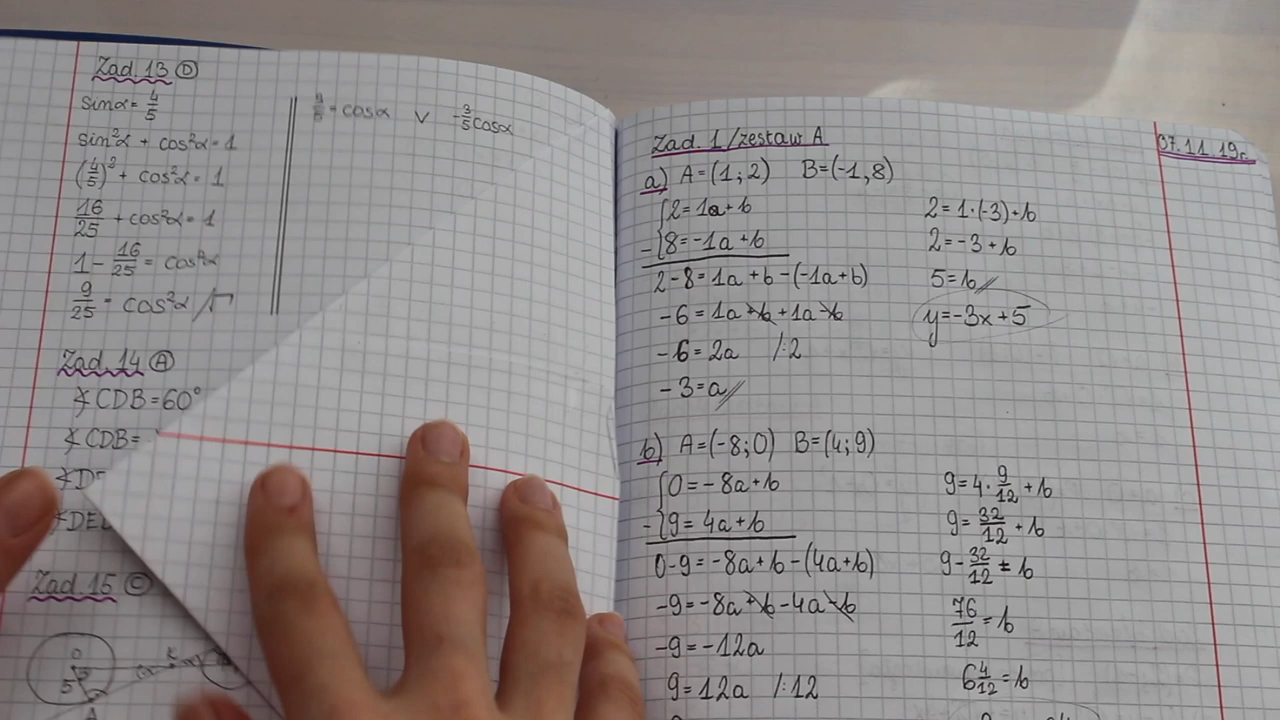 Zad. 13 D
sinα = 4/5
sin²α + cos²α = 1
(4/5)² + cos²α = 1
16/25 + cos²α = 1
1 - 16/25 = cos²α
9/25 = cos²α /√
= cosα ∨ -3/5 cosα
Zad. 14 A
∢CDB = 60°
∢CDB =
Zad. 15 C
O
5
A
K
07.11.19r.
Zad. 1/zestaw A
a) A=(1;2) B=(-1,8)
{2=1a+b
-{8=-1a+b
2-8=1a+b-(-1a+b)
-6=1a+b+1a-b
-6=2a /:2
-3=a//
2=1·(-3)+b
2=-3+b
5=b//
y=-3x+5
b) A=(-8;0) B=(4;9)
{0=-8a+b
-{9=4a+b
0-9=-8a+b-(4a+b)
-9=-8a+b-4a-b
-9=-12a
9=12a /:12
9=4·9/12+b
9=32/12+b
9-32/12=b
76/12=b
6 4/12=b